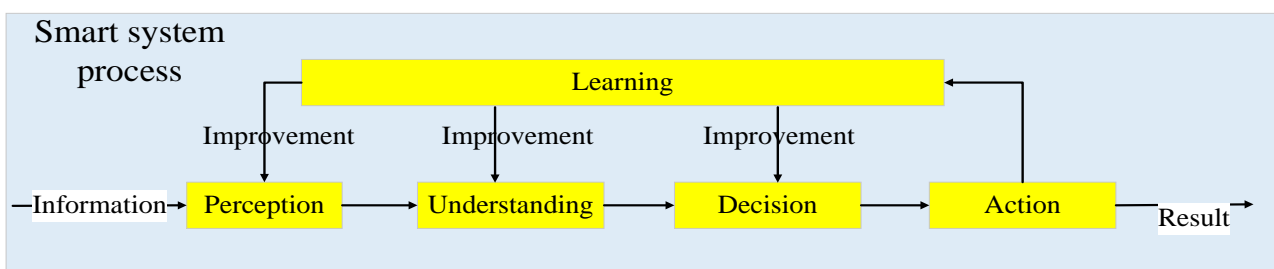 Smart system
process
Learning
Improvement Improvement Improvement
Information Perception Understanding Decision Action Result